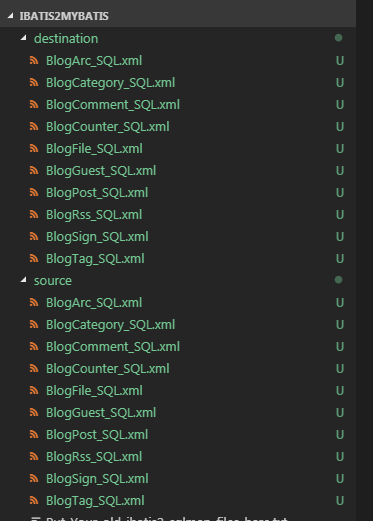 IBATIS2MYBATIS
destination
BlogArc_SQL.xml U
BlogCategory_SQL.xml U
BlogComment_SQL.xml U
BlogCounter_SQL.xml U
BlogFile_SQL.xml U
BlogGuest_SQL.xml U
BlogPost_SQL.xml U
BlogRss_SQL.xml U
BlogSign_SQL.xml U
BlogTag_SQL.xml U
source
BlogArc_SQL.xml U
BlogCategory_SQL.xml U
BlogComment_SQL.xml U
BlogCounter_SQL.xml U
BlogFile_SQL.xml U
BlogGuest_SQL.xml U
BlogPost_SQL.xml U
BlogRss_SQL.xml U
BlogSign_SQL.xml U
BlogTag_SQL.xml U